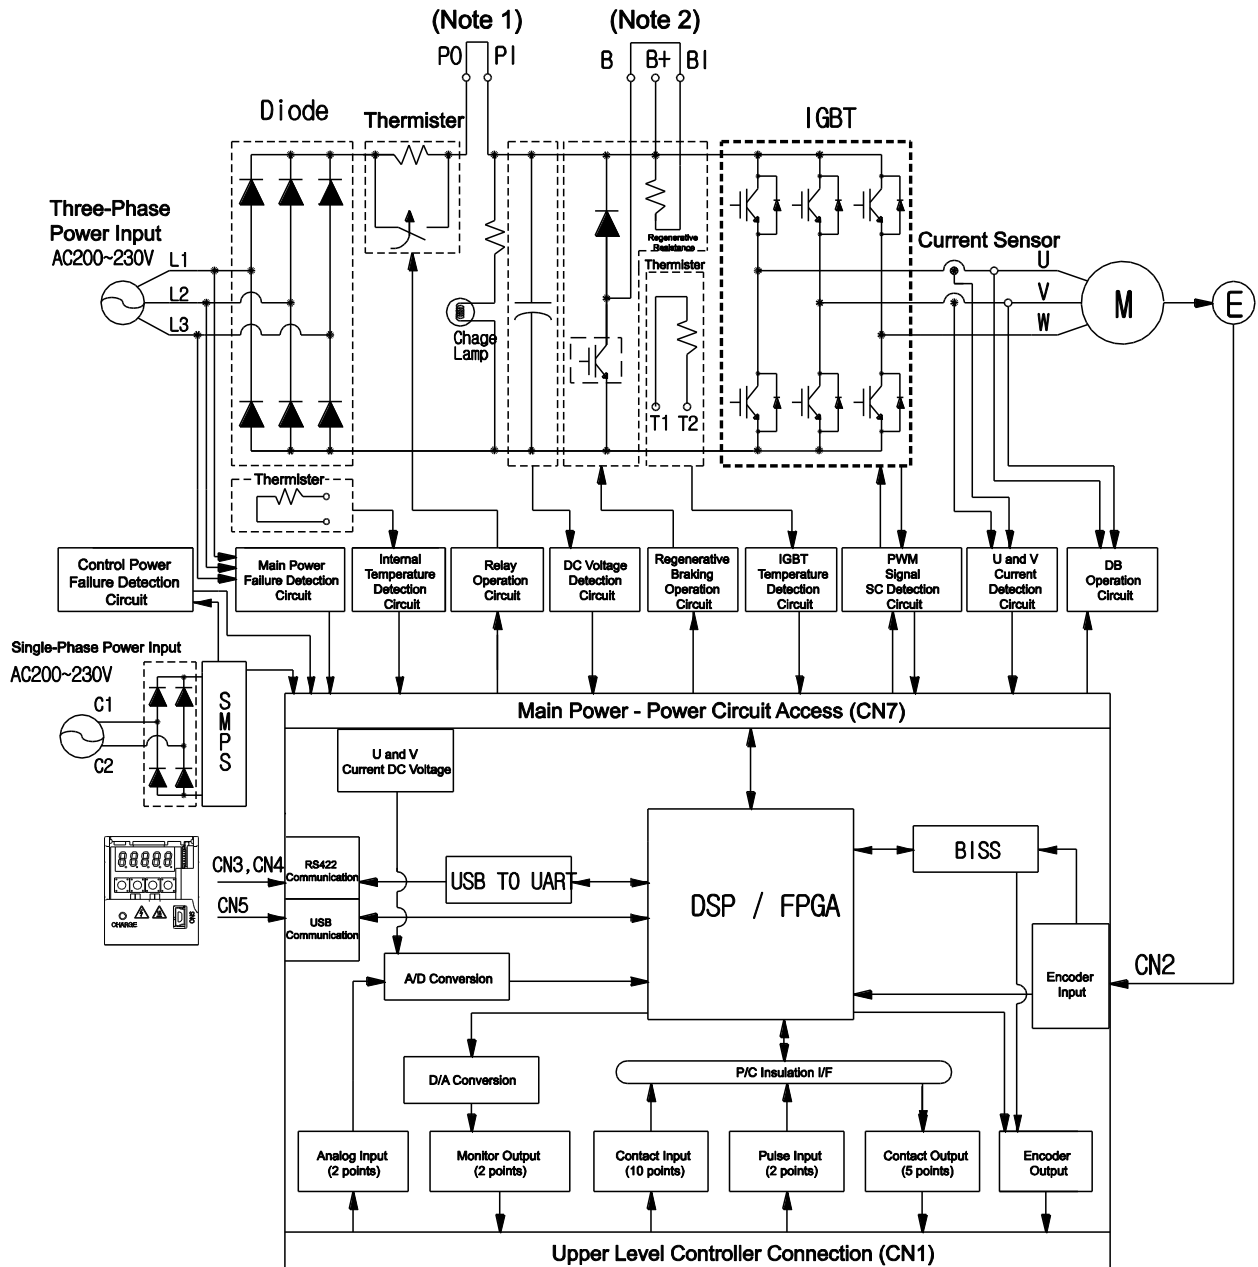 (Note 1)
(Note 2)
PO
PI
B
B+
BI
Diode
Thermister
IGBT
Three-Phase
Power Input
AC200~230V
L1
L2
L3
Chage
Lamp
Regenerative
Resistance
Thermister
T1
T2
Current Sensor
U
V
W
M
E
Thermister
Control Power
Failure Detection
Circuit
Main Power
Failure Detection
Circuit
Internal
Temperature
Detection
Circuit
Relay
Operation
Circuit
DC Voltage
Detection
Circuit
Regenerative
Braking
Operation
Circuit
IGBT
Temperature
Detection
Circuit
PWM
Signal
SC Detection
Circuit
U and V
Current
Detection
Circuit
DB
Operation
Circuit
Single-Phase Power Input
AC200~230V
C1
C2
SMPS
Main Power - Power Circuit Access (CN7)
U and V
Current DC Voltage
CN3,CN4
CN5
RS422
Communication
USB
Communication
USB TO UART
DSP / FPGA
BISS
88888
CHARGE
CN5
A/D Conversion
Encoder
Input
CN2
D/A Conversion
P/C Insulation I/F
Analog Input
(2 points)
Monitor Output
(2 points)
Contact Input
(10 points)
Pulse Input
(2 points)
Contact Output
(5 points)
Encoder
Output
Upper Level Controller Connection (CN1)